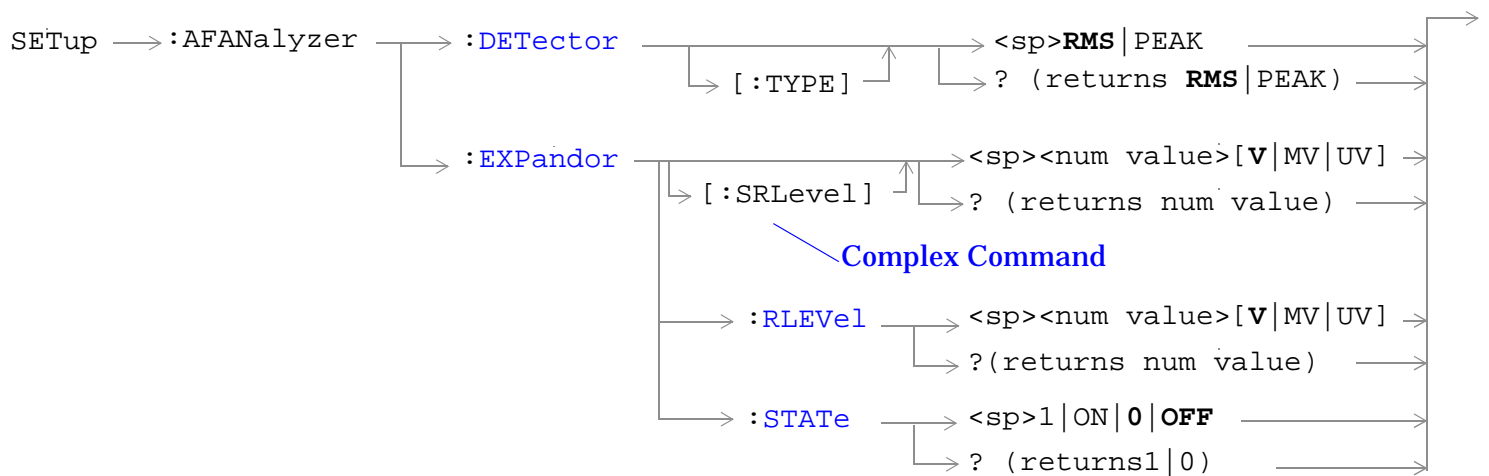 SETup :AFANalyzer :DETector <sp>RMS|PEAK
[:TYPE] ? (returns RMS|PEAK)
:EXPandor <sp><num value>[V|MV|UV]
[:SRLevel] ? (returns num value)
Complex Command
:RLEVel <sp><num value>[V|MV|UV]
?(returns num value)
:STATe <sp>1|ON|0|OFF
? (returns1|0)